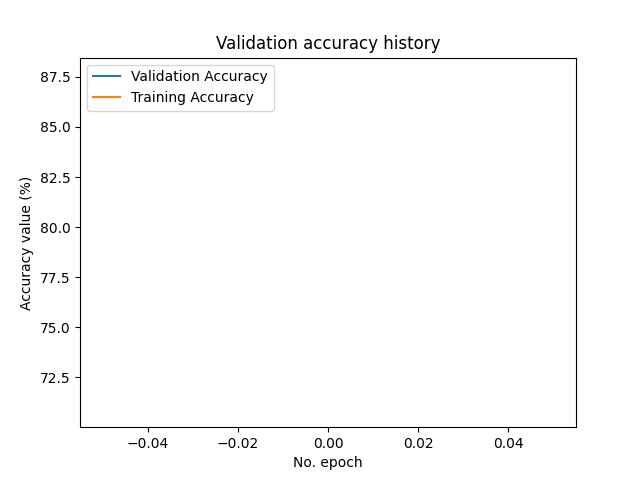 Validation accuracy history
Validation Accuracy
Training Accuracy
87.5
85.0
82.5
80.0
77.5
75.0
72.5
Accuracy value (%)
−0.04 −0.02 0.00 0.02 0.04
No. epoch